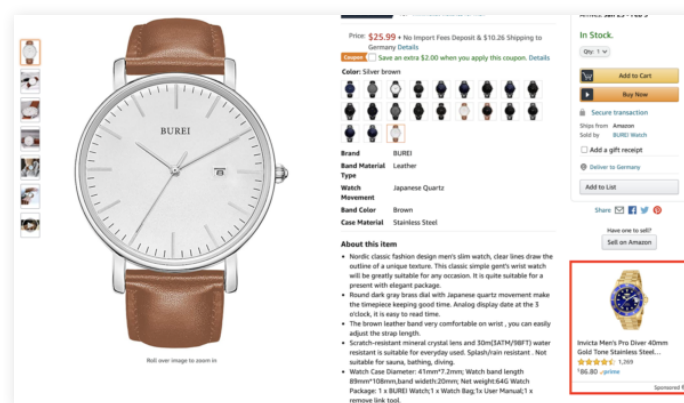 BUREI
Roll over image to zoom in
Price: $25.99 + No Import Fees Deposit & $10.26 Shipping to
Germany Details
Coupon Save an extra $2.00 when you apply this coupon. Details
Color: Silver brown
Brand BUREI
Band Material Leather
Type
Watch Japanese Quartz
Movement
Band Color Brown
Case Material Stainless Steel
About this item
Nordic classic fashion design men's slim watch, clear lines draw the
outline of a unique texture. This classic simple gent's wrist watch
will be greatly suitable for any occasion. It is quite suitable for a
present with elegant package.
Round dark gray brass dial with Japanese quartz movement make
the timepiece keeping good time. Analog display date at the 3
o'clock, it is easy to read time.
The brown leather band very comfortable on wrist , you can easily
adjust the strap length.
Scratch-resistant mineral crystal lens and 30m(3ATM/98FT) water
resistant is suitable for everyday used. Splash/rain resistant . Not
suitable for sauna, bathing, diving.
Watch Case Diameter: 41mm*7.2mm; Watch band length
89mm*108mm,band wideth:20mm; Net weight:64G Watch
Package: 1 x BUREI Watch;1 x Watch Bag;1x User Manual;1 x
remove link tool.
In Stock.
Qty: 1
Add to Cart
Buy Now
Secure transaction
Ships from Amazon
Sold by BUREI Watch
Add a gift receipt
Deliver to Germany
Add to List
Share
Have one to sell?
Sell on Amazon
Invicta Men's Pro Diver 40mm
Gold Tone Stainless Steel...
1,269
$86.80 prime
Sponsored